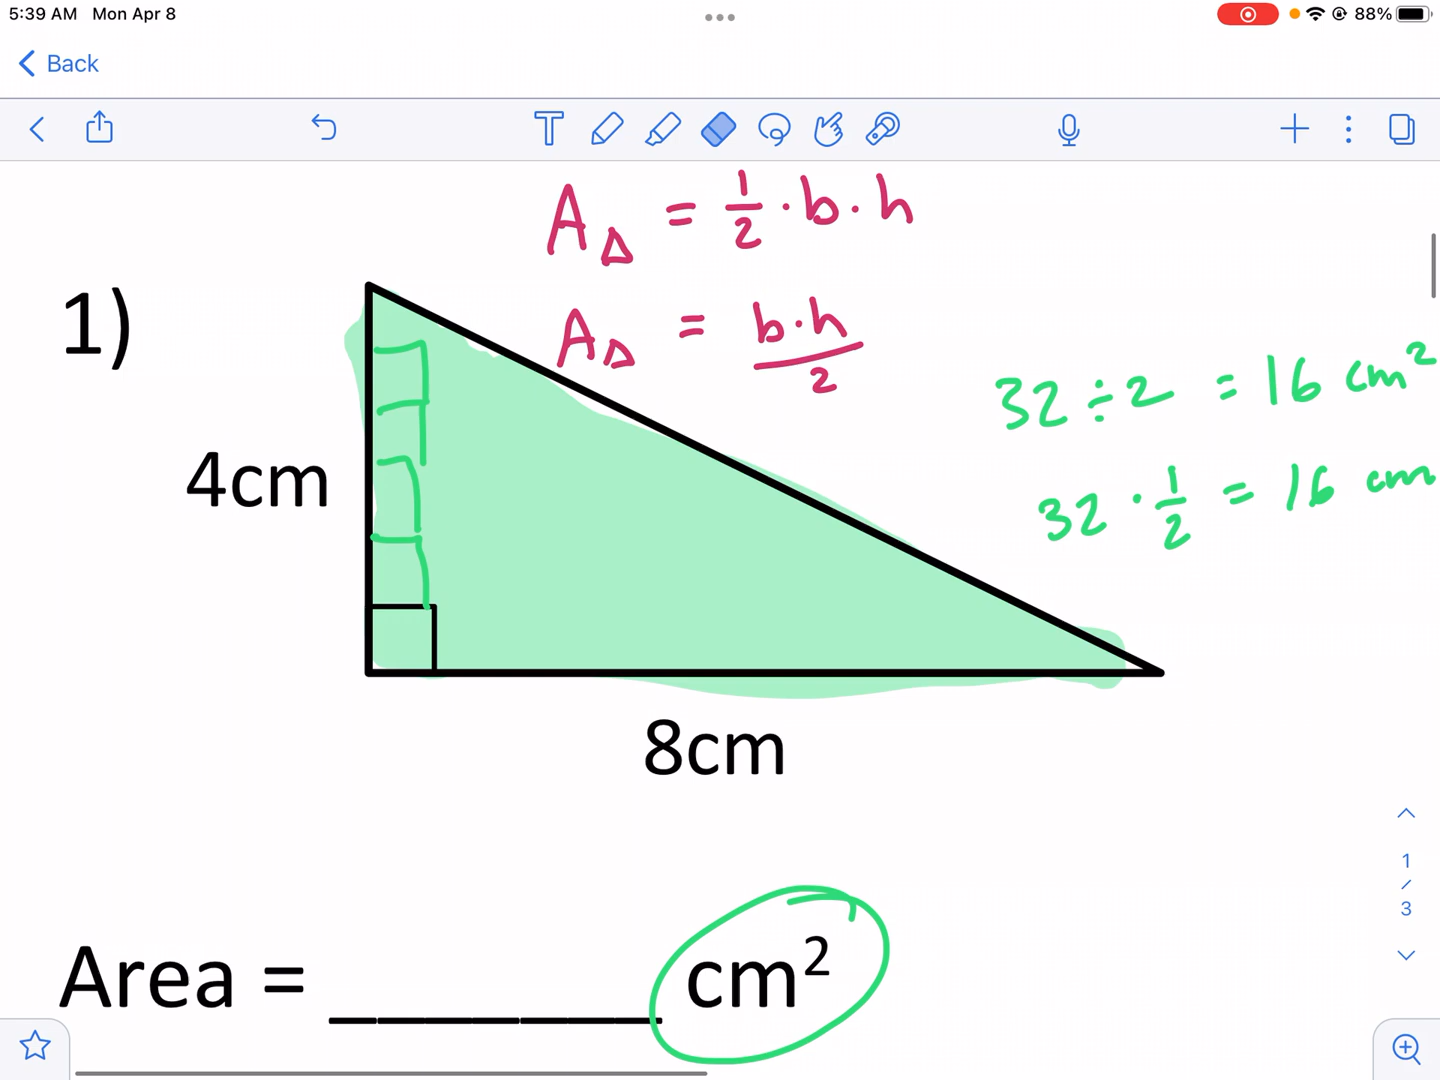 5:39 AM Mon Apr 8
88%
Back
A△ = 1/2 · b · h
1)
A△ = b·h/2
32 ÷ 2 = 16 cm²
4cm
32 · 1/2 = 16 cm
8cm
1
/
3
Area = _______ cm²